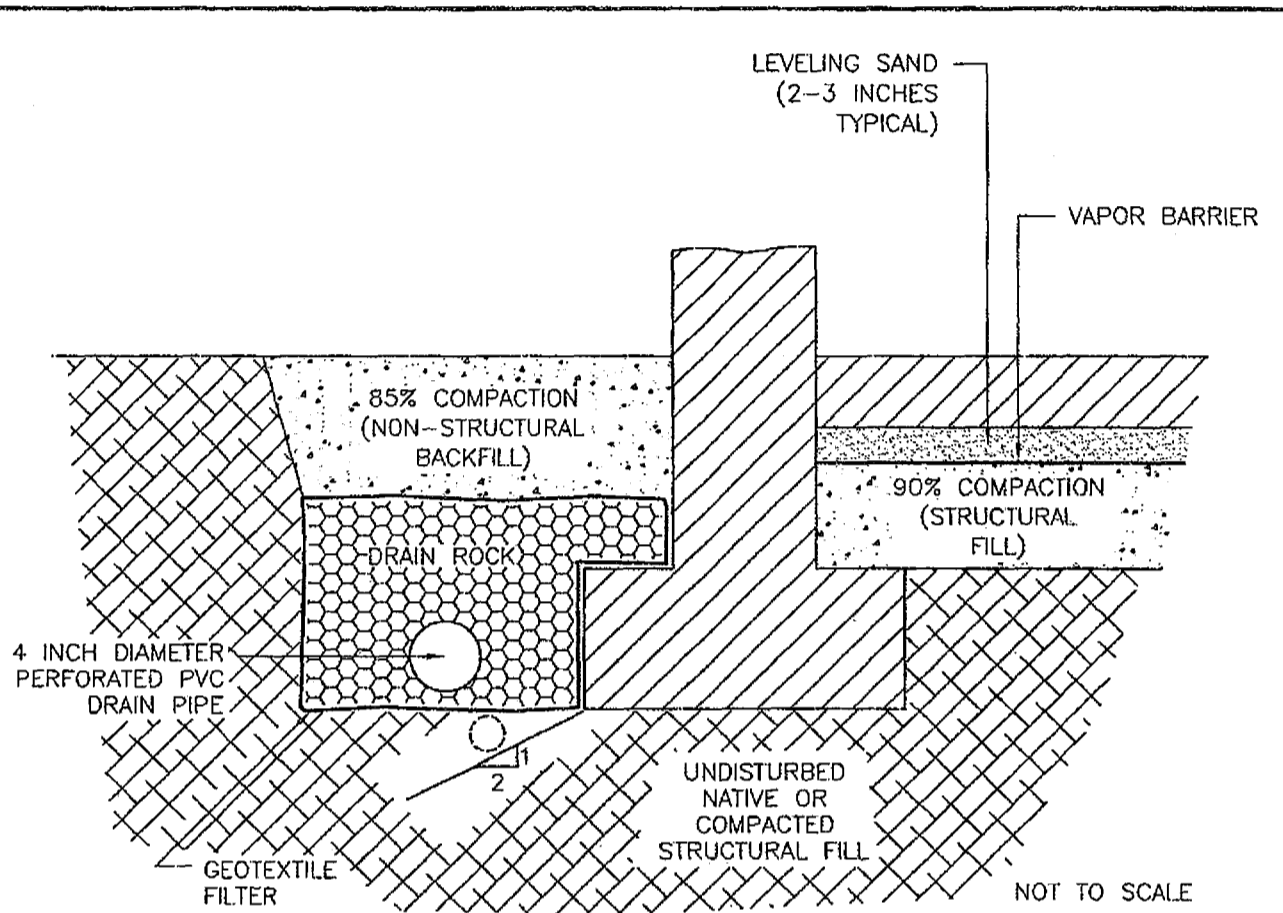 LEVELING SAND
(2-3 INCHES
TYPICAL)
VAPOR BARRIER
85% COMPACTION
(NON-STRUCTURAL
BACKFILL)
90% COMPACTION
(STRUCTURAL
FILL)
DRAIN ROCK
4 INCH DIAMETER
PERFORATED PVC
DRAIN PIPE
1
2
UNDISTURBED
NATIVE OR
COMPACTED
STRUCTURAL FILL
GEOTEXTILE
FILTER
NOT TO SCALE